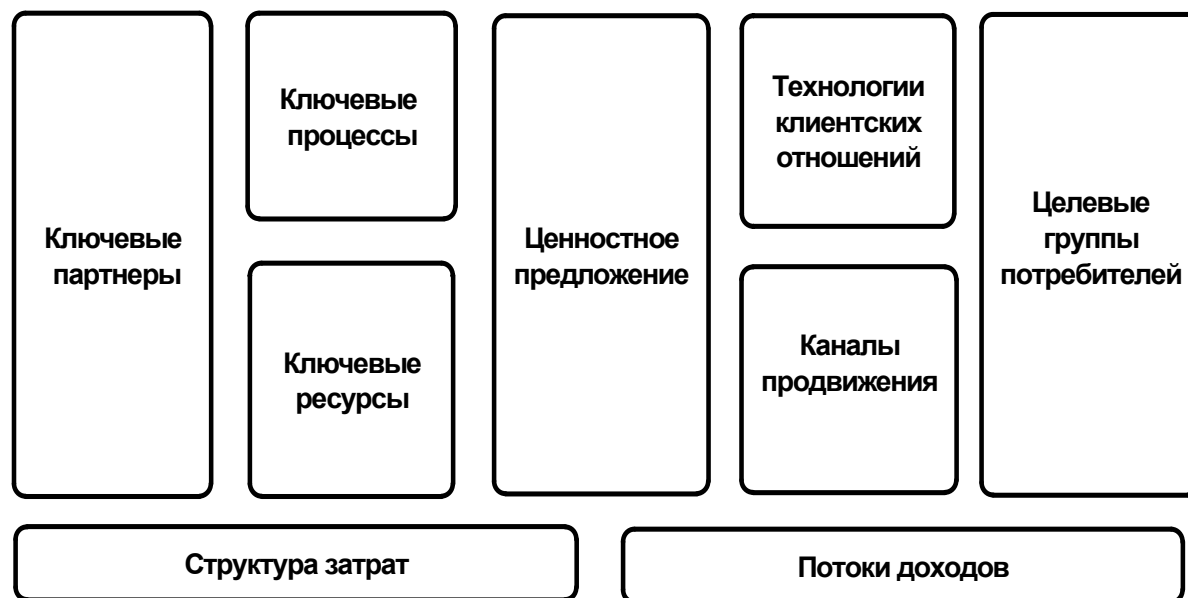 Ключевые
партнеры
Ключевые
процессы
Ключевые
ресурсы
Ценностное
предложение
Технологии
клиентских
отношений
Каналы
продвижения
Целевые
группы
потребителей
Структура затрат
Потоки доходов